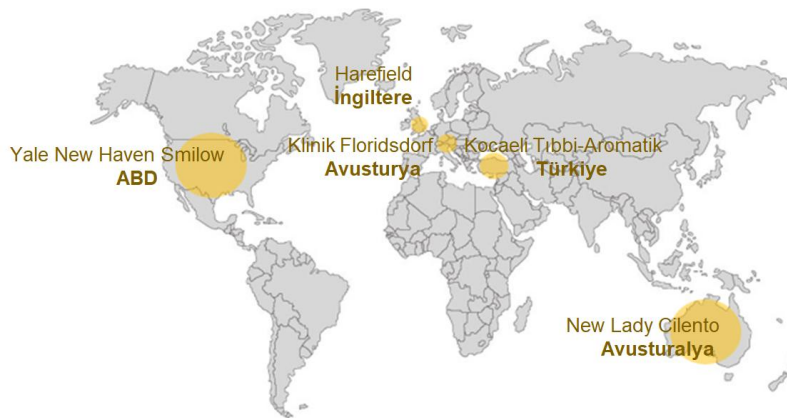 Harefield
İngiltere
Klinik Floridsdorf
Avusturya
Kocaeli Tıbbi-Aromatik
Türkiye
Yale New Haven Smilow
ABD
New Lady Cilento
Avusturalya